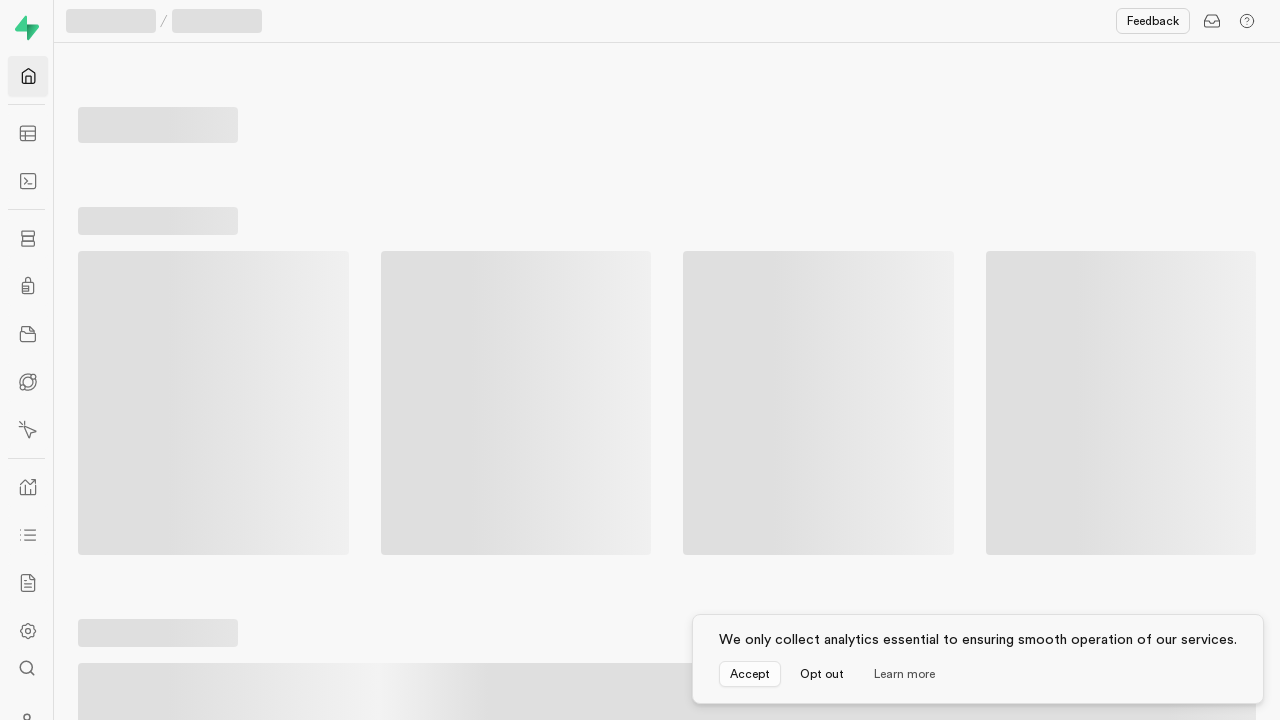 /
Feedback
We only collect analytics essential to ensuring smooth operation of our services.
Accept Opt out Learn more